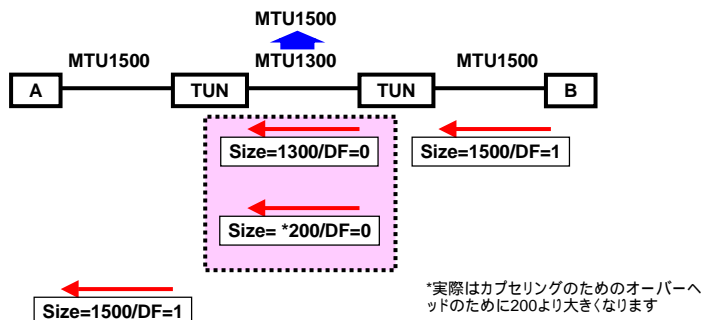 MTU1500
MTU1500 MTU1300 MTU1500
A TUN TUN B
Size=1300/DF=0 Size=1500/DF=1
Size= *200/DF=0
*実際はカプセリングのためのオーバーヘ
ッドのために200より大きくなります
Size=1500/DF=1